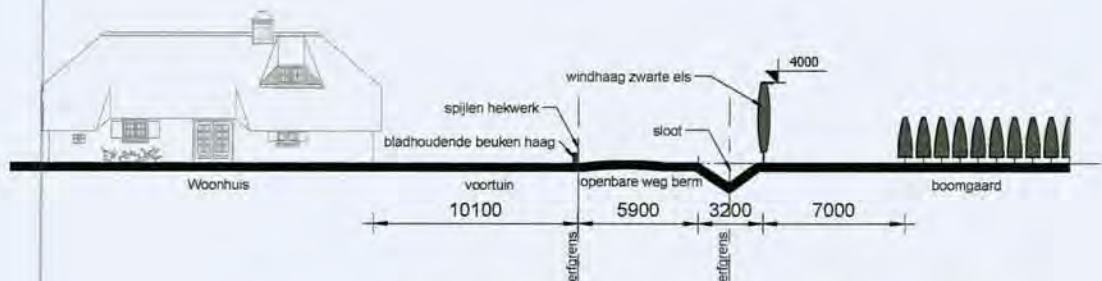 4000
windhaag zwarte els
spijlen hekwerk
sloot
bladhoudende beuken haag
Woonhuis
voortuin
openbare weg berm
boomgaard
10100
5900
3200
7000
erfgrens
erfgrens